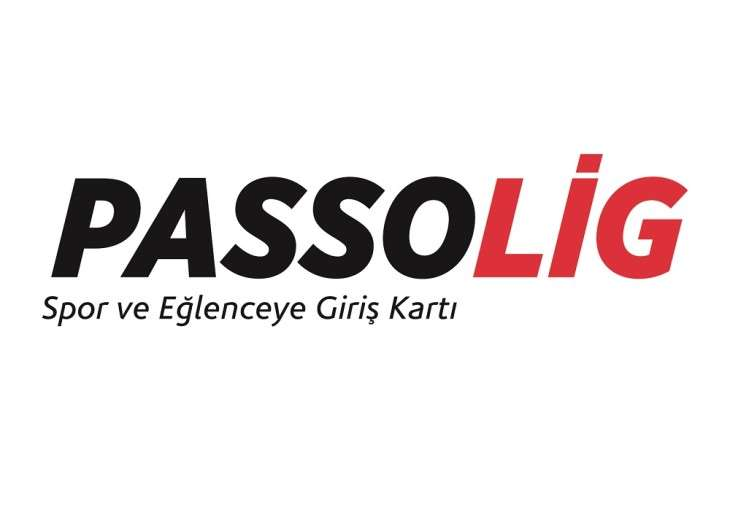 PASSOLİG
Spor ve Eğlenceye Giriş Kartı